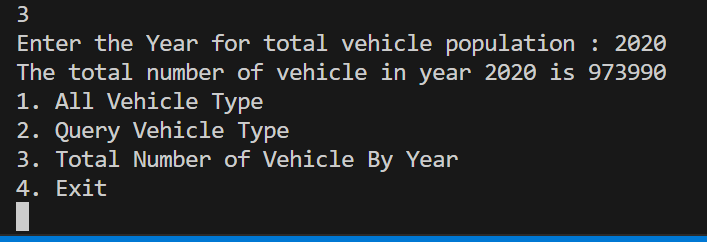 3
Enter the Year for total vehicle population : 2020
The total number of vehicle in year 2020 is 973990
1. All Vehicle Type
2. Query Vehicle Type
3. Total Number of Vehicle By Year
4. Exit